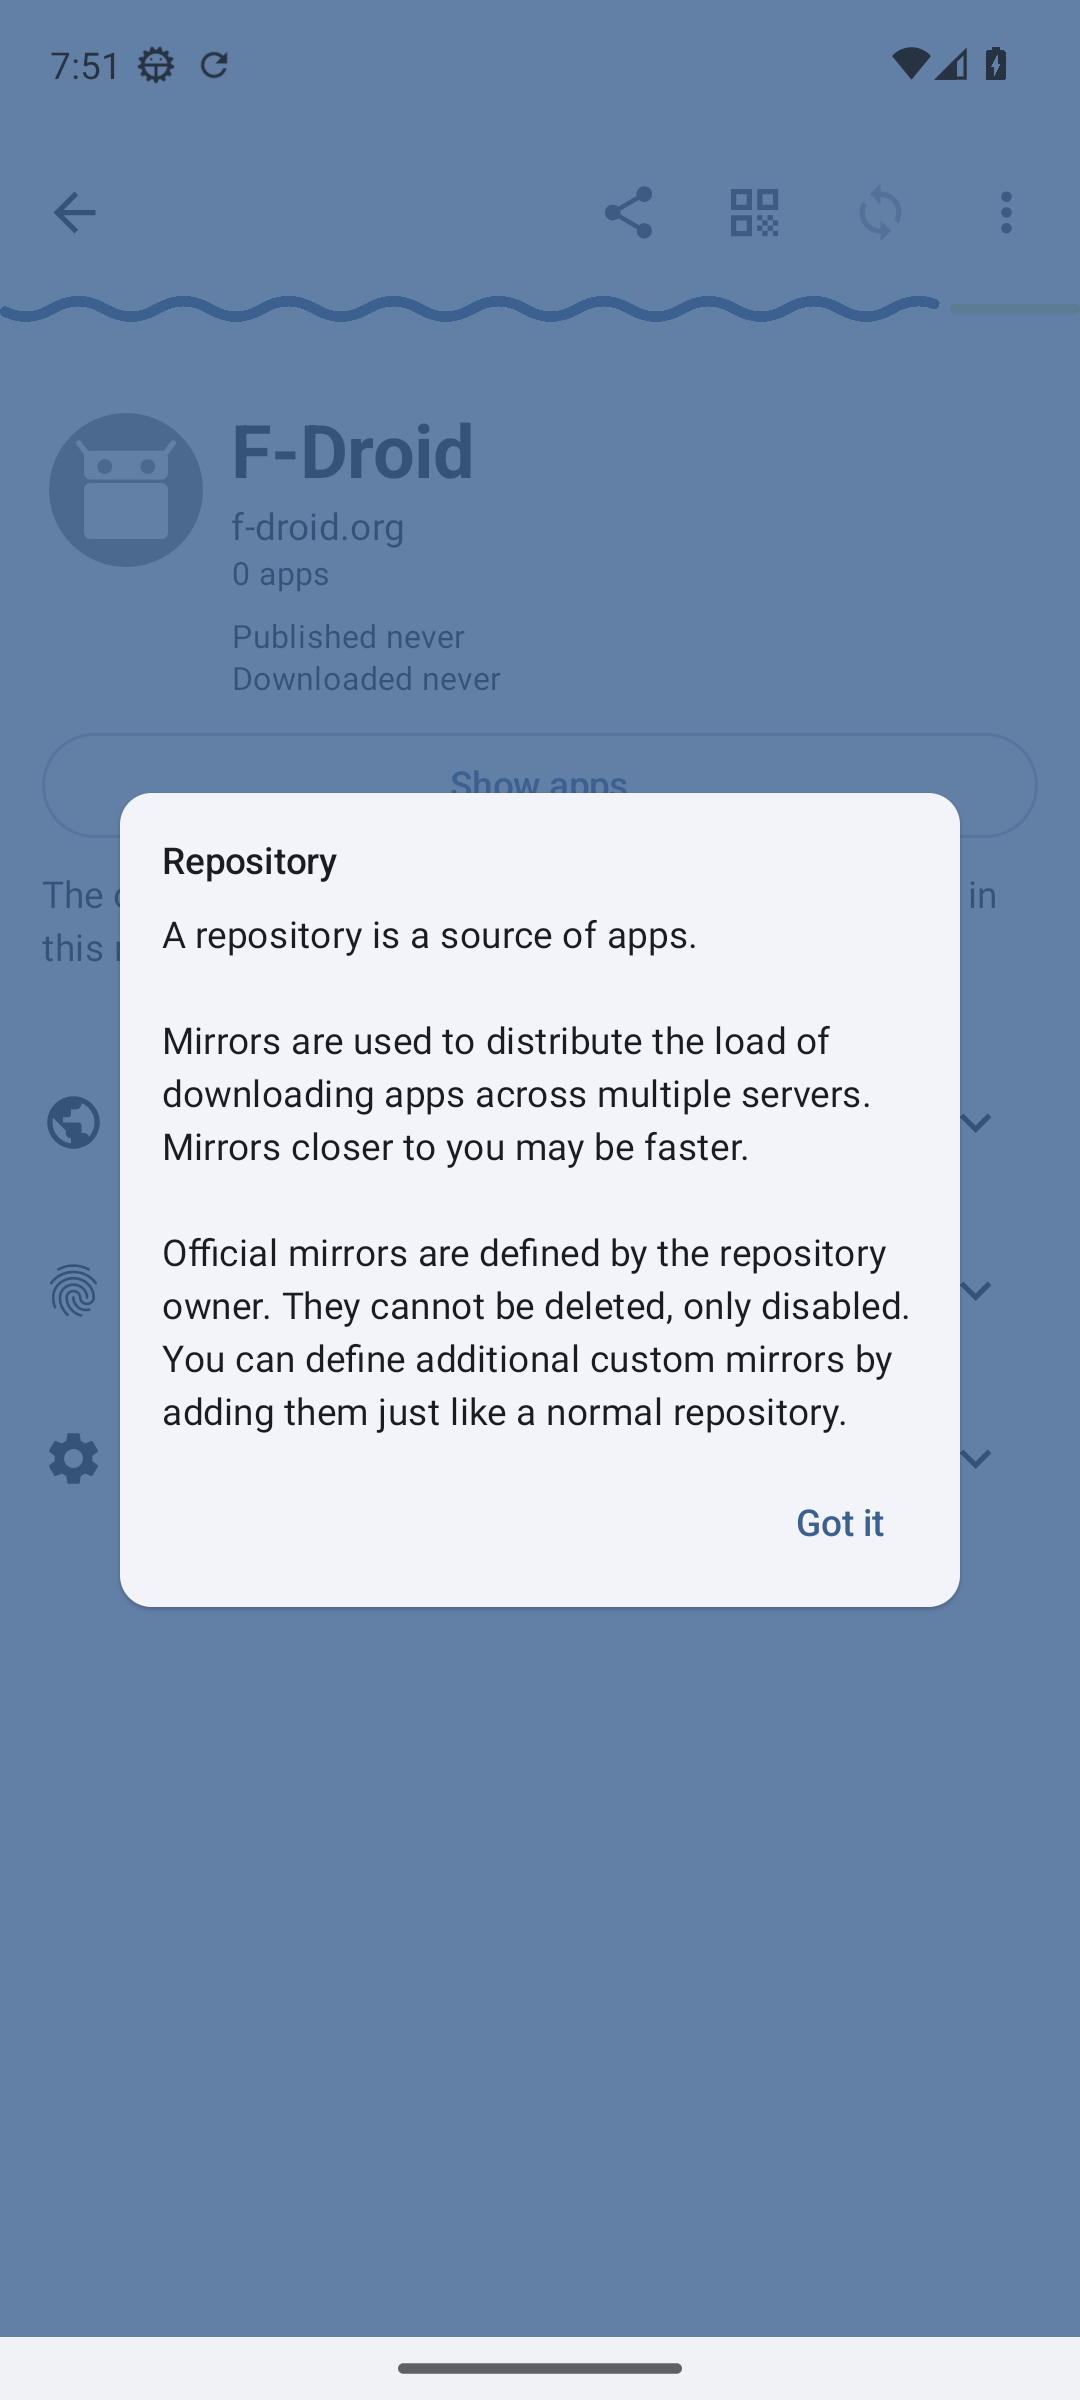 7:51
F-Droid
f-droid.org
0 apps
Published never
Downloaded never
Show apps
The
in
this
Repository
A repository is a source of apps.
Mirrors are used to distribute the load of
downloading apps across multiple servers.
Mirrors closer to you may be faster.
Official mirrors are defined by the repository
owner. They cannot be deleted, only disabled.
You can define additional custom mirrors by
adding them just like a normal repository.
Got it